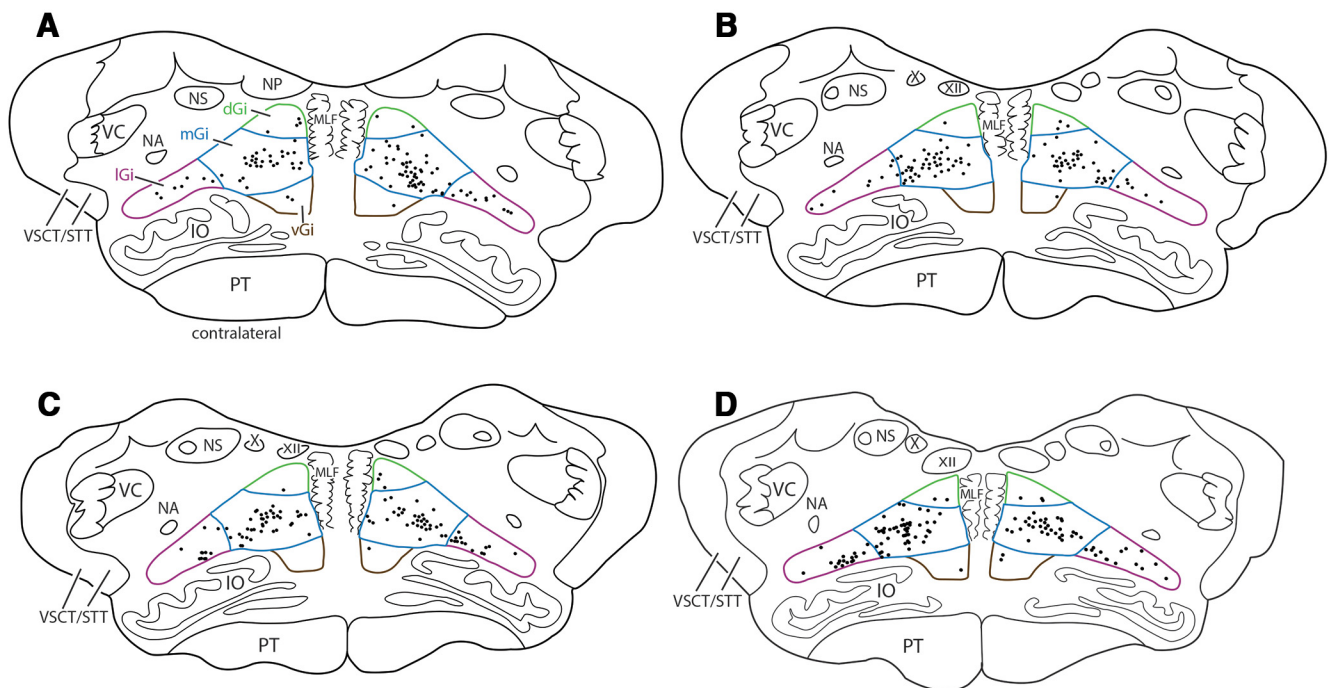 A
NP
NS
dGi
MLF
mGi
VC
NA
lGi
IO
vGi
VSCT/STT
PT
contralateral
B
X
NS
XII
VC
MLF
NA
IO
VSCT/STT
PT
C
NS
X
XII
MLF
VC
NA
IO
VSCT/STT
PT
D
NS
X
XII
VC
MLF
NA
IO
VSCT/STT
PT